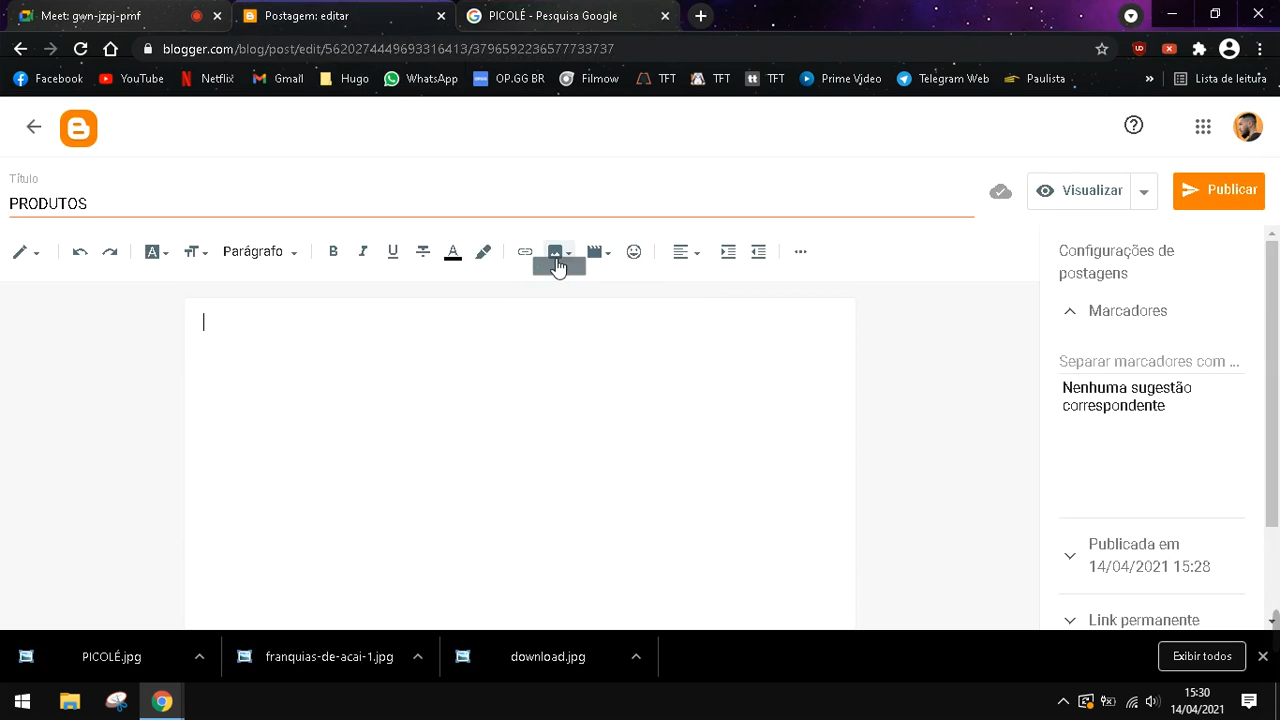 Meet: gwn-jzpj-pmf
Postagem: editar
PICOLÉ - Pesquisa Google
blogger.com/blog/post/edit/5620274449693316413/3796592236577733737
Facebook
YouTube
Netflix
Gmail
Hugo
WhatsApp
OP.GG BR
Filmow
TFT
TFT
TFT
Prime Video
Telegram Web
Paulista
Lista de leitura
Título
PRODUTOS
Visualizar
Publicar
Parágrafo
Configurações de
postagens
Marcadores
Separar marcadores com ...
Nenhuma sugestão
correspondente
Publicada em
14/04/2021 15:28
Link permanente
PICOLÉ.jpg
franquias-de-acai-1.jpg
download.jpg
Exibir todos
15:30
14/04/2021